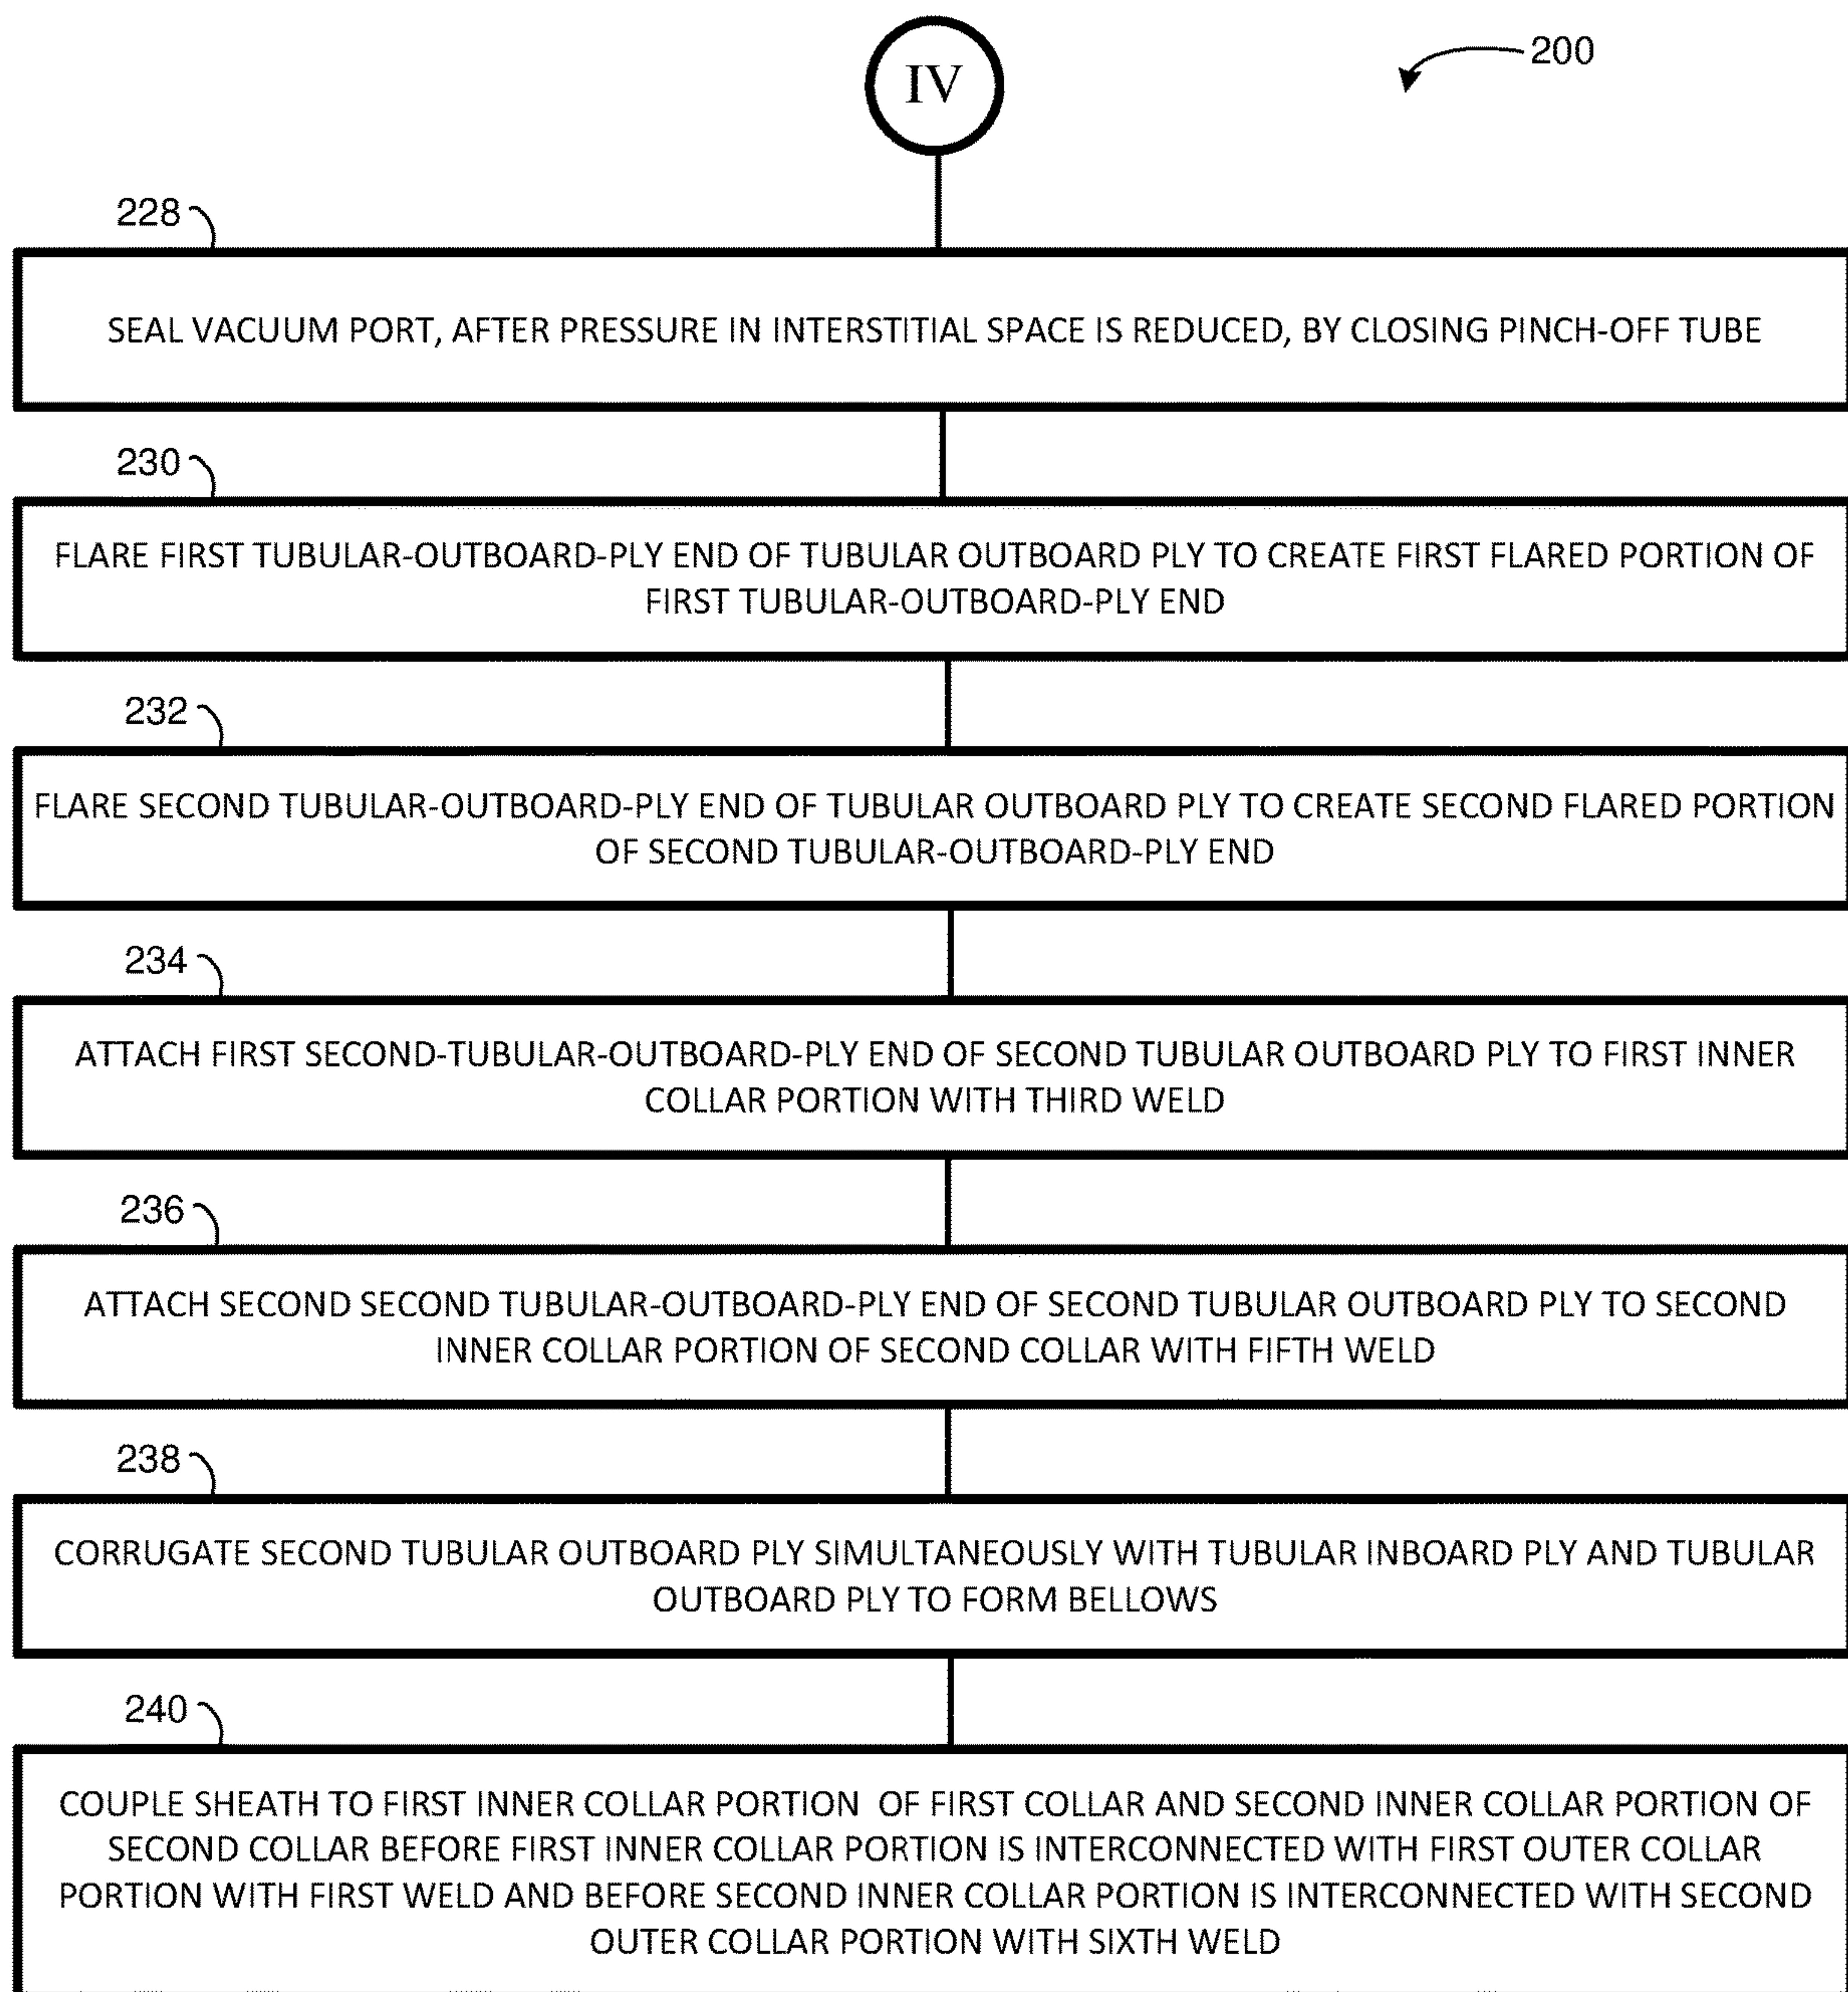 IV
200
228
SEAL VACUUM PORT, AFTER PRESSURE IN INTERSTITIAL SPACE IS REDUCED, BY CLOSING PINCH-OFF TUBE
230
FLARE FIRST TUBULAR-OUTBOARD-PLY END OF TUBULAR OUTBOARD PLY TO CREATE FIRST FLARED PORTION OF
FIRST TUBULAR-OUTBOARD-PLY END
232
FLARE SECOND TUBULAR-OUTBOARD-PLY END OF TUBULAR OUTBOARD PLY TO CREATE SECOND FLARED PORTION
OF SECOND TUBULAR-OUTBOARD-PLY END
234
ATTACH FIRST SECOND-TUBULAR-OUTBOARD-PLY END OF SECOND TUBULAR OUTBOARD PLY TO FIRST INNER
COLLAR PORTION WITH THIRD WELD
236
ATTACH SECOND SECOND TUBULAR-OUTBOARD-PLY END OF SECOND TUBULAR OUTBOARD PLY TO SECOND
INNER COLLAR PORTION OF SECOND COLLAR WITH FIFTH WELD
238
CORRUGATE SECOND TUBULAR OUTBOARD PLY SIMULTANEOUSLY WITH TUBULAR INBOARD PLY AND TUBULAR
OUTBOARD PLY TO FORM BELLOWS
240
COUPLE SHEATH TO FIRST INNER COLLAR PORTION OF FIRST COLLAR AND SECOND INNER COLLAR PORTION OF
SECOND COLLAR BEFORE FIRST INNER COLLAR PORTION IS INTERCONNECTED WITH FIRST OUTER COLLAR
PORTION WITH FIRST WELD AND BEFORE SECOND INNER COLLAR PORTION IS INTERCONNECTED WITH SECOND
OUTER COLLAR PORTION WITH SIXTH WELD